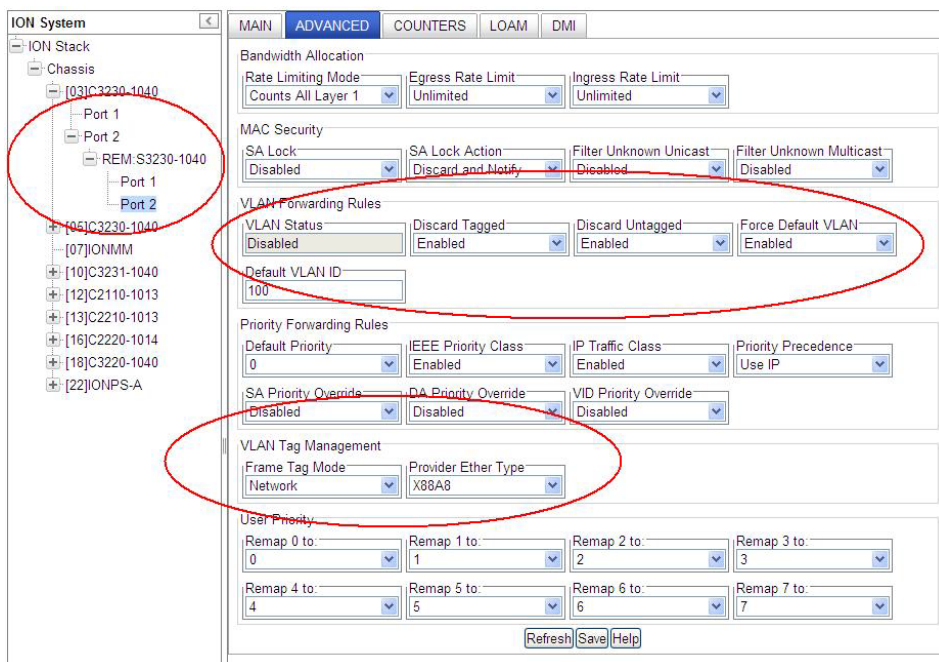 ION System
<
ION Stack
Chassis
[03]C3230-1040
Port 1
Port 2
REM:S3230-1040
Port 1
Port 2
[05]C3230-1040
[07]IONMM
[10]C3231-1040
[12]C2110-1013
[13]C2210-1013
[16]C2220-1014
[18]C3220-1040
[22]IONPS-A
MAIN ADVANCED COUNTERS LOAM DMI
Bandwidth Allocation
Rate Limiting Mode Egress Rate Limit Ingress Rate Limit
Counts All Layer 1 Unlimited Unlimited
MAC Security
SA Lock SA Lock Action Filter Unknown Unicast Filter Unknown Multicast
Disabled Discard and Notify Disabled Disabled
VLAN Forwarding Rules
VLAN Status Discard Tagged Discard Untagged Force Default VLAN
Disabled Enabled Enabled Enabled
Default VLAN ID
100
Priority Forwarding Rules
Default Priority IEEE Priority Class IP Traffic Class Priority Precedence
0 Enabled Enabled Use IP
SA Priority Override DA Priority Override VID Priority Override
Disabled Disabled Disabled
VLAN Tag Management
Frame Tag Mode Provider Ether Type
Network X88A8
User Priority
Remap 0 to: Remap 1 to: Remap 2 to: Remap 3 to:
0 1 2 3
Remap 4 to: Remap 5 to: Remap 6 to: Remap 7 to:
4 5 6 7
Refresh Save Help